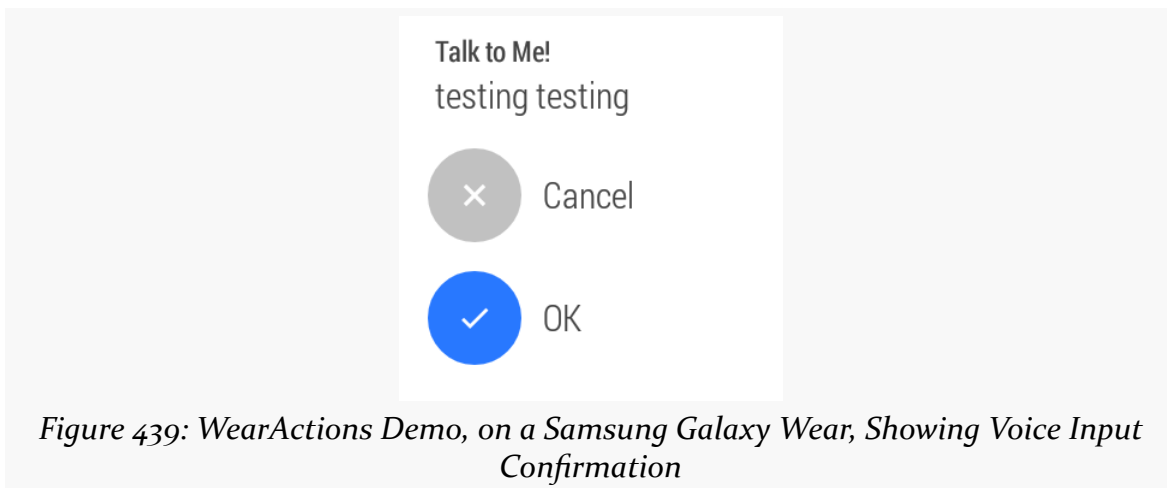 Talk to Me!
testing testing
Cancel
OK
Figure 439: WearActions Demo, on a Samsung Galaxy Wear, Showing Voice Input
Confirmation